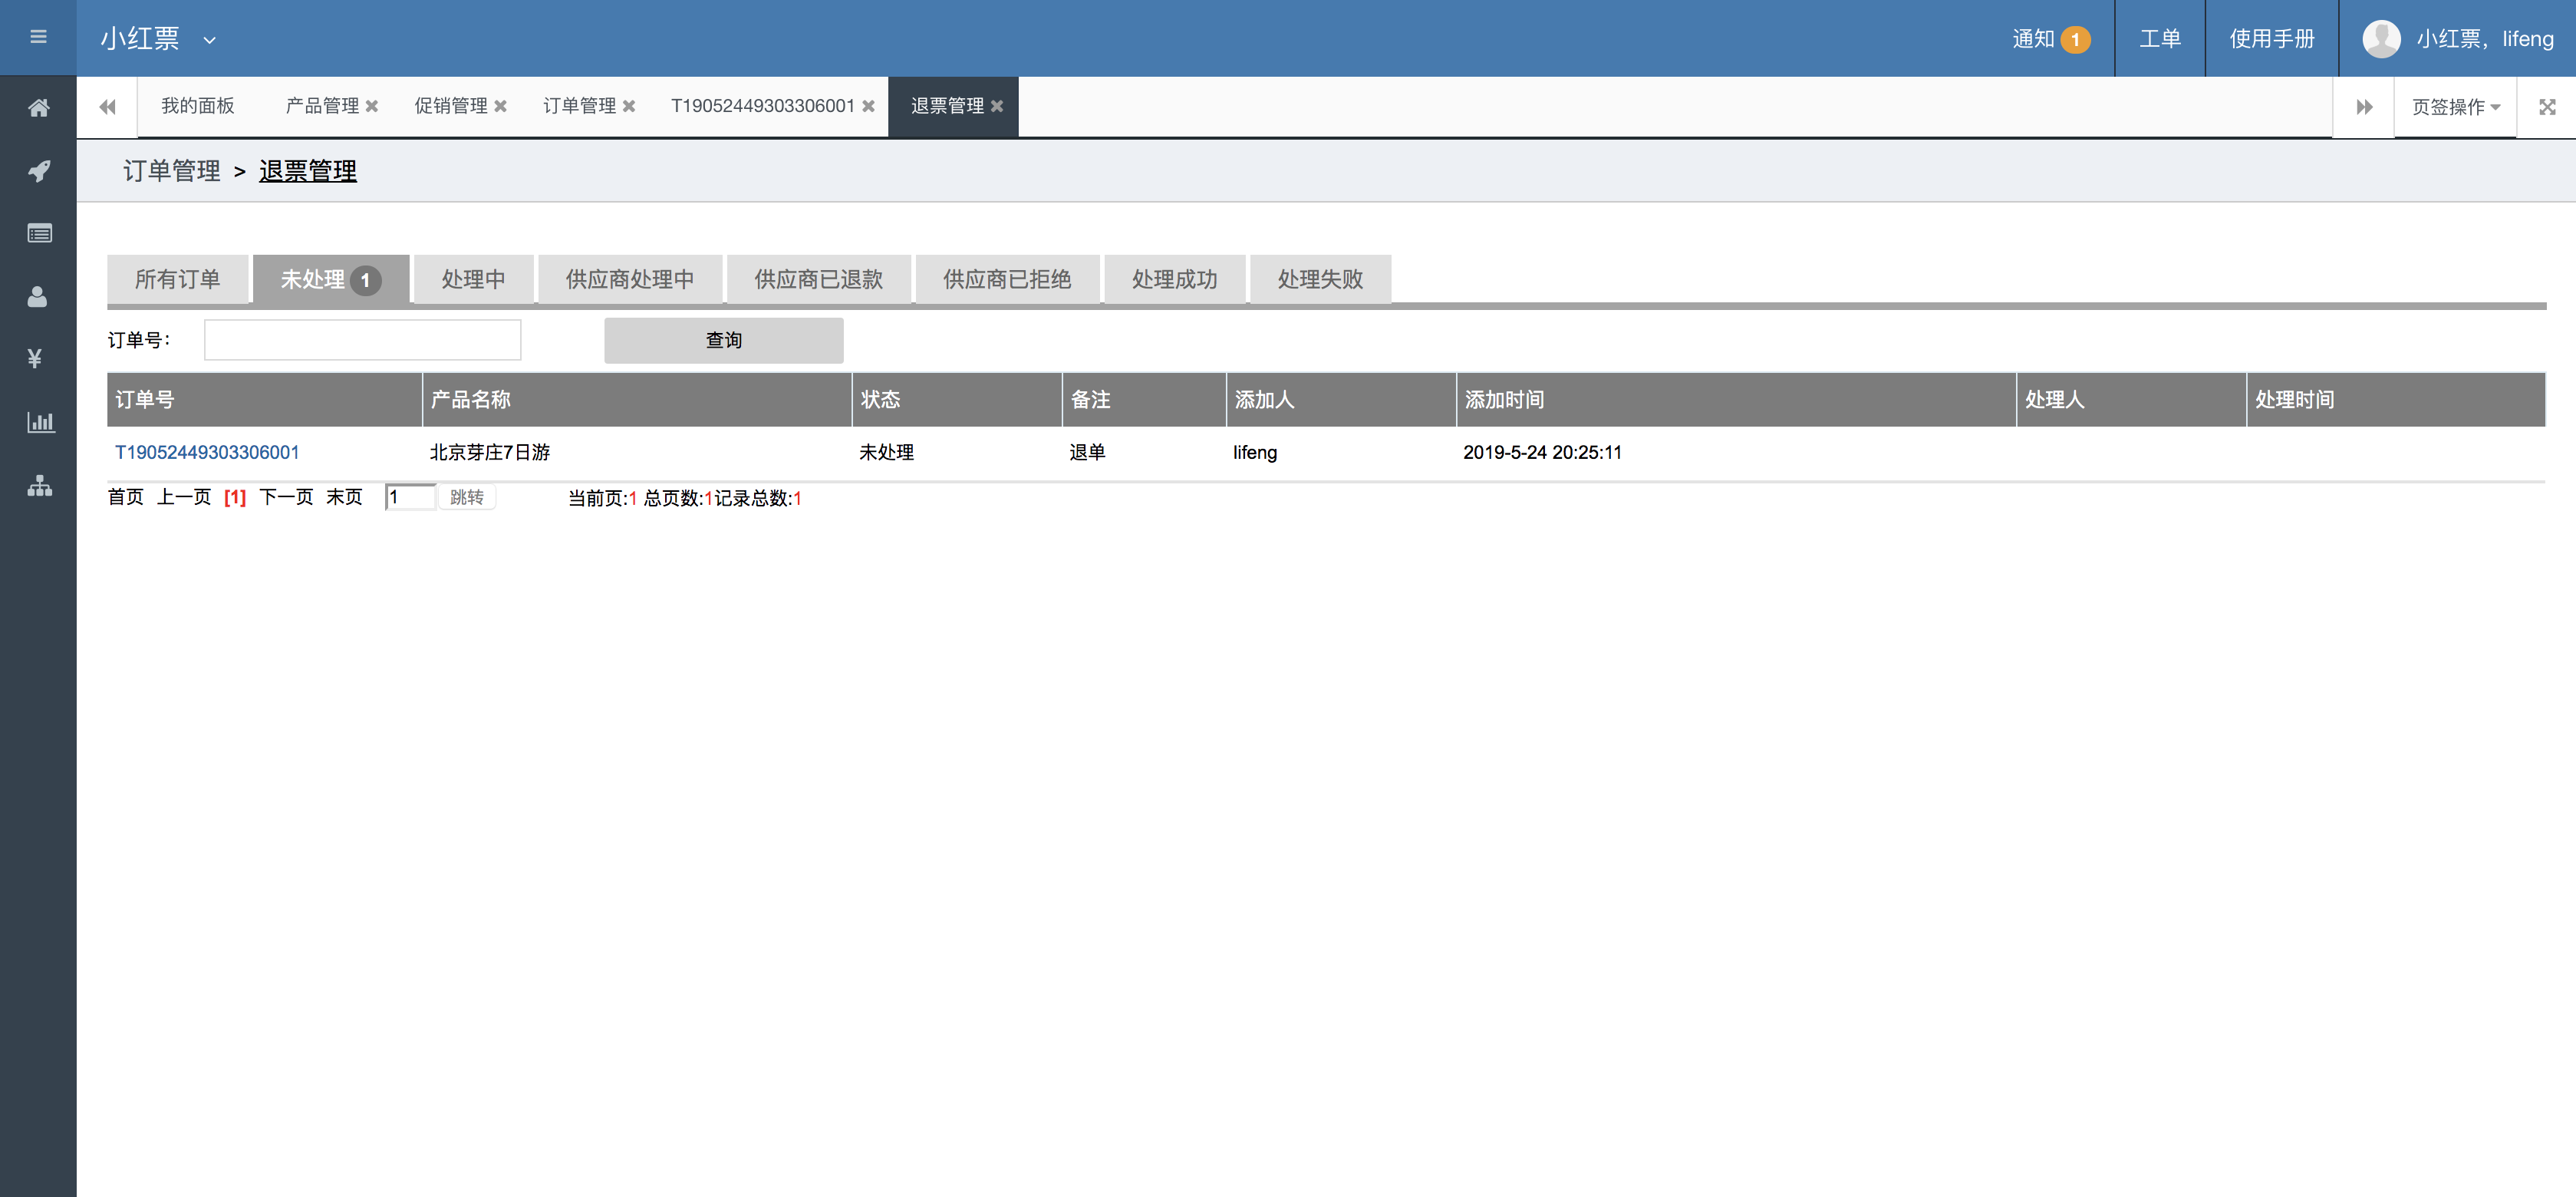 小红票 通知 1 工单 使用手册 小红票，lifeng
我的面板 产品管理 促销管理 订单管理 T19052449303306001 退票管理 页签操作
订单管理 > 退票管理
所有订单 未处理 1 处理中 供应商处理中 供应商已退款 供应商已拒绝 处理成功 处理失败
订单号： 查询
订单号 产品名称 状态 备注 添加人 添加时间 处理人 处理时间
T19052449303306001 北京芽庄7日游 未处理 退单 lifeng 2019-5-24 20:25:11
首页 上一页 [1] 下一页 末页 1 跳转 当前页:1 总页数:1记录总数:1